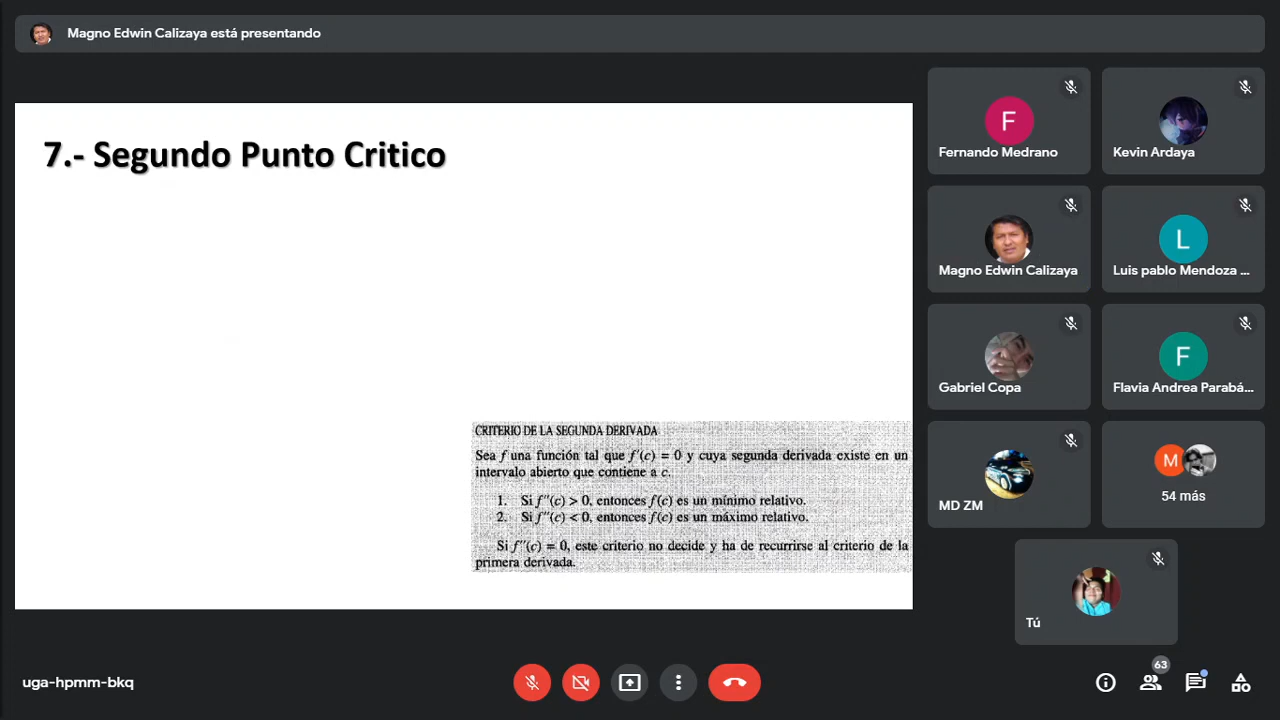 Magno Edwin Calizaya está presentando
7.- Segundo Punto Critico
CRITERIO DE LA SEGUNDA DERIVADA
Sea f una función tal que f'(c) = 0 y cuya segunda derivada existe en un
intervalo abierto que contiene a c.
1. Si f''(c) > 0, entonces f(c) es un mínimo relativo.
2. Si f''(c) < 0, entonces f(c) es un máximo relativo.
Si f''(c) = 0, este criterio no decide y ha de recurrirse al criterio de la
primera derivada.
F
Fernando Medrano
Kevin Ardaya
Magno Edwin Calizaya
L
Luis pablo Mendoza ...
Gabriel Copa
F
Flavia Andrea Parabá...
MD ZM
M
54 más
Tú
uga-hpmm-bkq
63